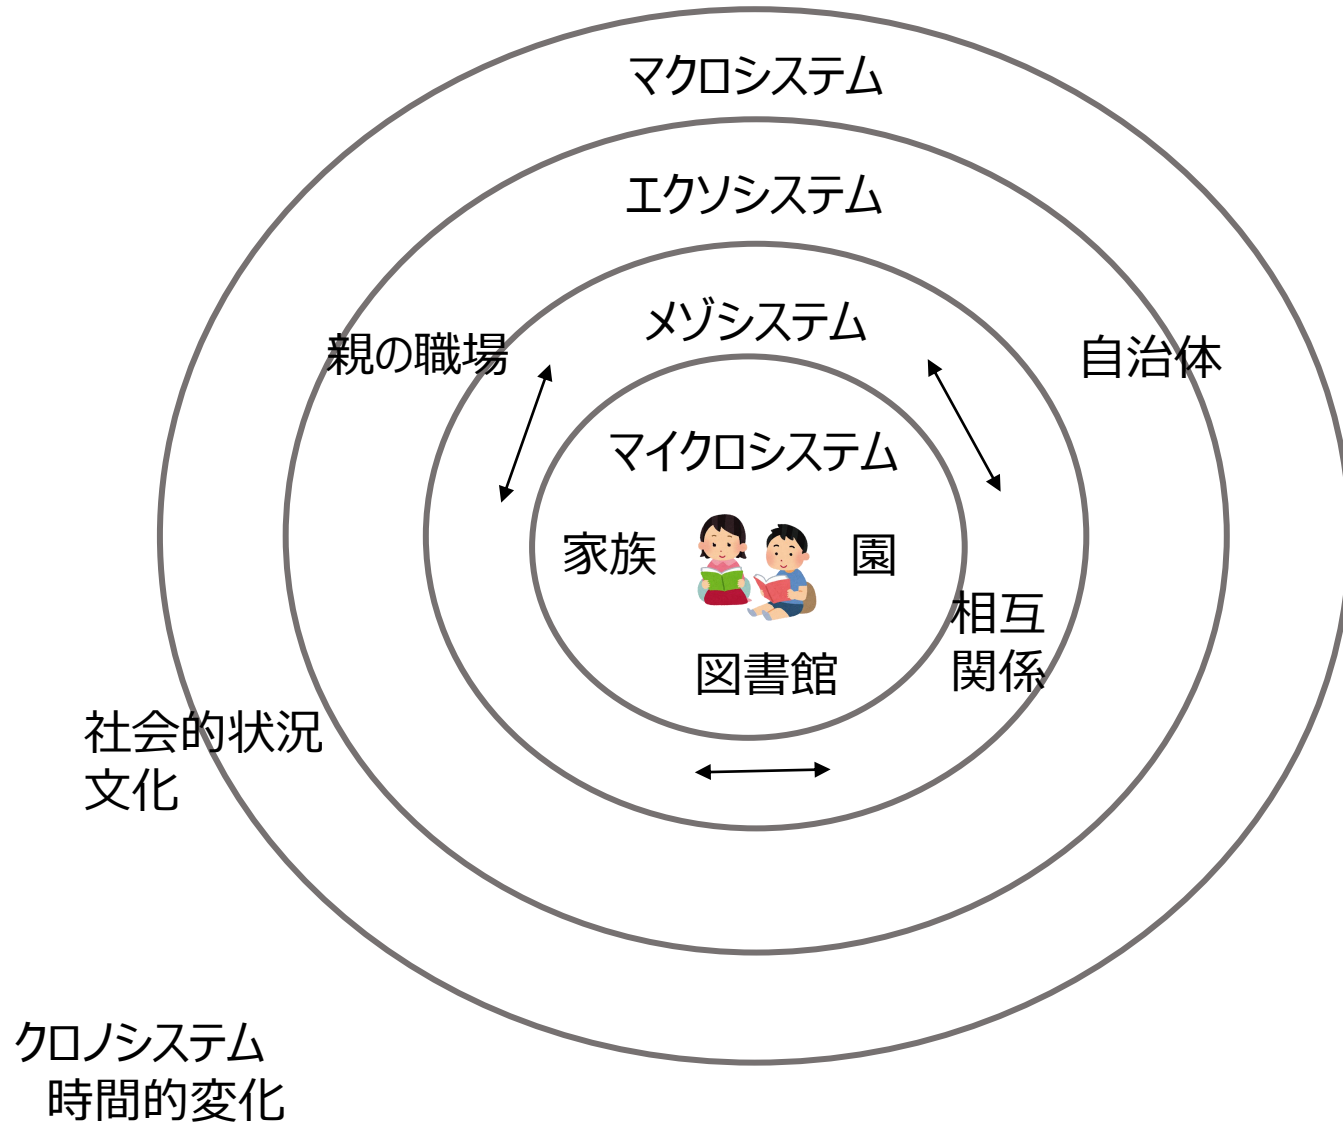 マクロシステム
エクソシステム
メゾシステム
親の職場
自治体
マイクロシステム
家族
園
相互
関係
図書館
社会的状況
文化
クロノシステム
時間的変化